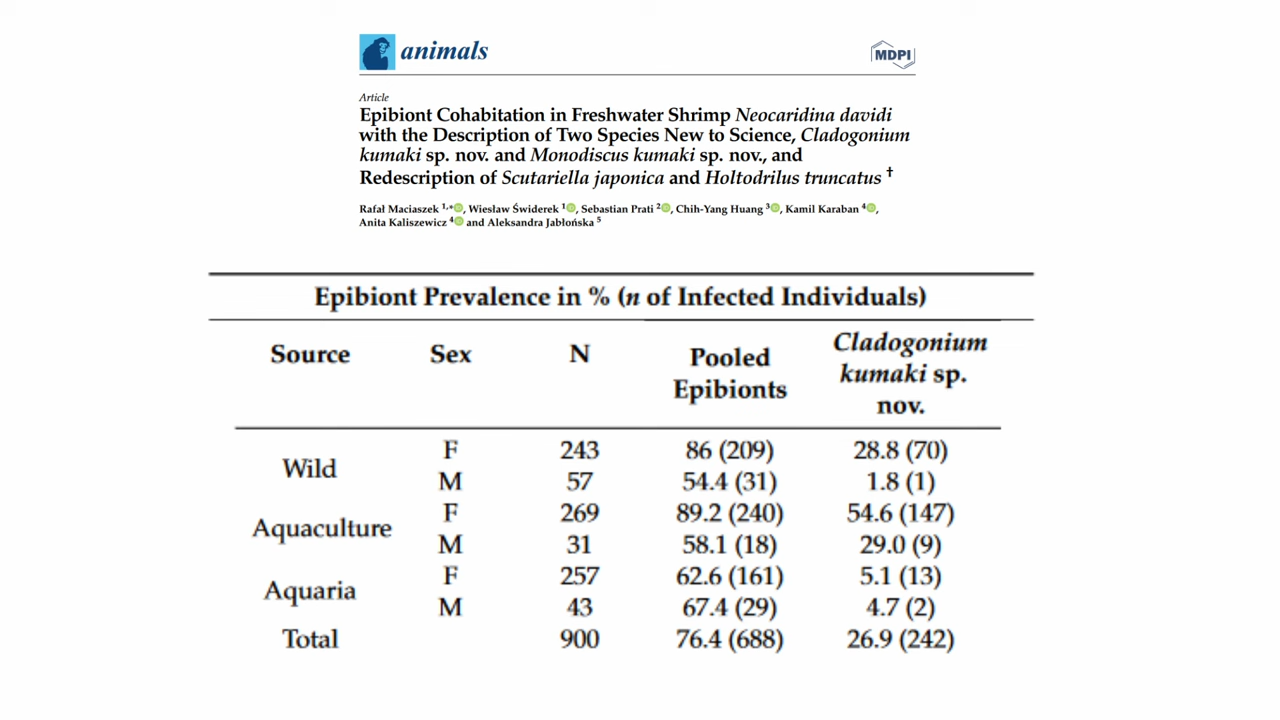 animals
MDPI
Article
Epibiont Cohabitation in Freshwater Shrimp Neocaridina davidi
with the Description of Two Species New to Science, Cladogonium
kumaki sp. nov. and Monodiscus kumaki sp. nov., and
Redescription of Scutariella japonica and Holtodrilus truncatus †
Rafał Maciaszek 1,*, Wiesław Świderek 1, Sebastian Prati 2, Chih-Yang Huang 3, Kamil Karaban 4,
Anita Kaliszewicz 4 and Aleksandra Jabłońska 5
Epibiont Prevalence in % (n of Infected Individuals)
Source Sex N Pooled Epibionts Cladogonium kumaki sp. nov.
Wild F 243 86 (209) 28.8 (70)
M 57 54.4 (31) 1.8 (1)
Aquaculture F 269 89.2 (240) 54.6 (147)
M 31 58.1 (18) 29.0 (9)
Aquaria F 257 62.6 (161) 5.1 (13)
M 43 67.4 (29) 4.7 (2)
Total 900 76.4 (688) 26.9 (242)